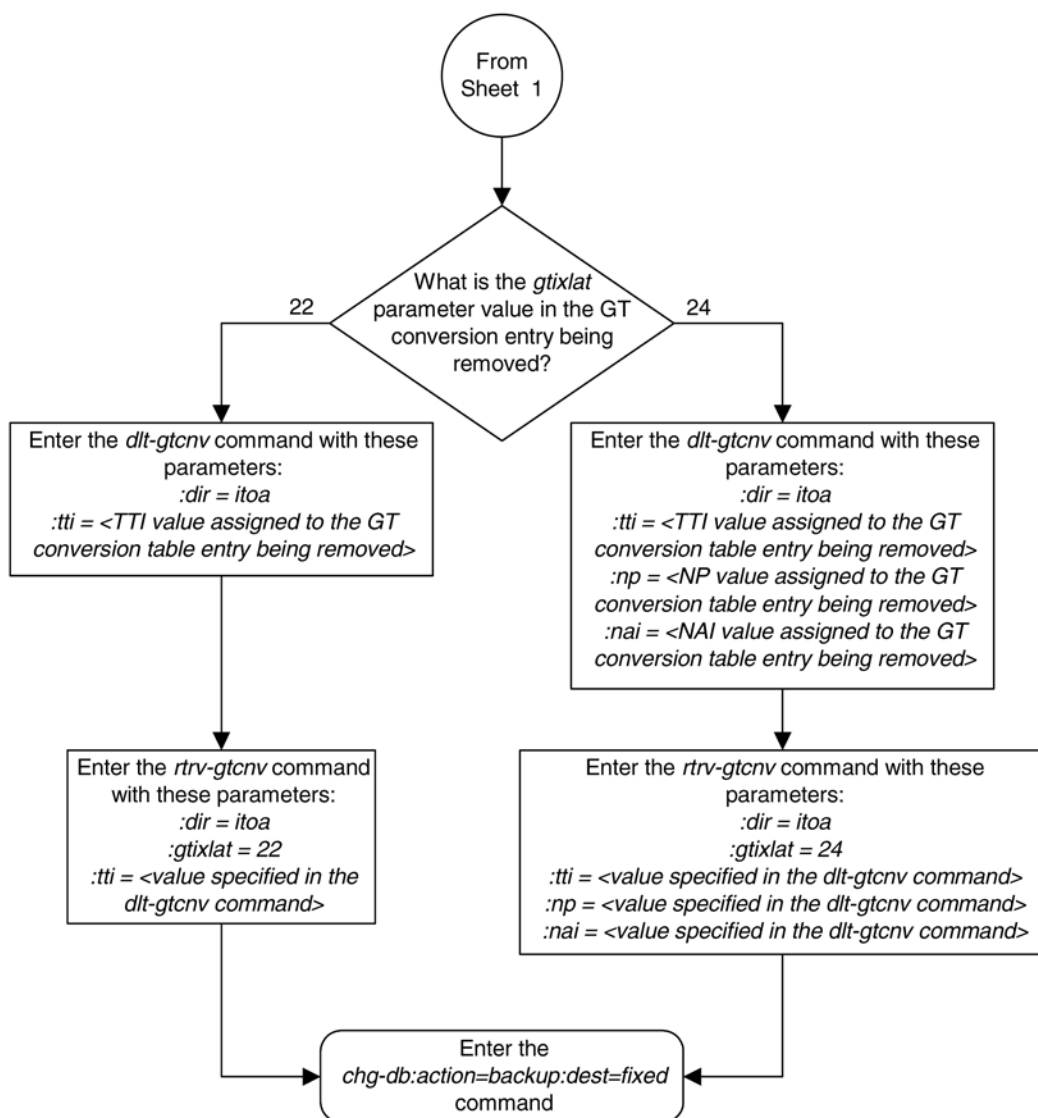 From
Sheet 1
What is the gtixlat
parameter value in the GT
conversion entry being
removed?
22
24
Enter the dlt-gtcnv command with these
parameters:
:dir = itoa
:tti = <TTI value assigned to the GT
conversion table entry being removed>
Enter the dlt-gtcnv command with these
parameters:
:dir = itoa
:tti = <TTI value assigned to the GT
conversion table entry being removed>
:np = <NP value assigned to the GT
conversion table entry being removed>
:nai = <NAI value assigned to the GT
conversion table entry being removed>
Enter the rtrv-gtcnv command
with these parameters:
:dir = itoa
:gtixlat = 22
:tti = <value specified in the
dlt-gtcnv command>
Enter the rtrv-gtcnv command with these
parameters:
:dir = itoa
:gtixlat = 24
:tti = <value specified in the dlt-gtcnv command>
:np = <value specified in the dlt-gtcnv command>
:nai = <value specified in the dlt-gtcnv command>
Enter the
chg-db:action=backup:dest=fixed
command